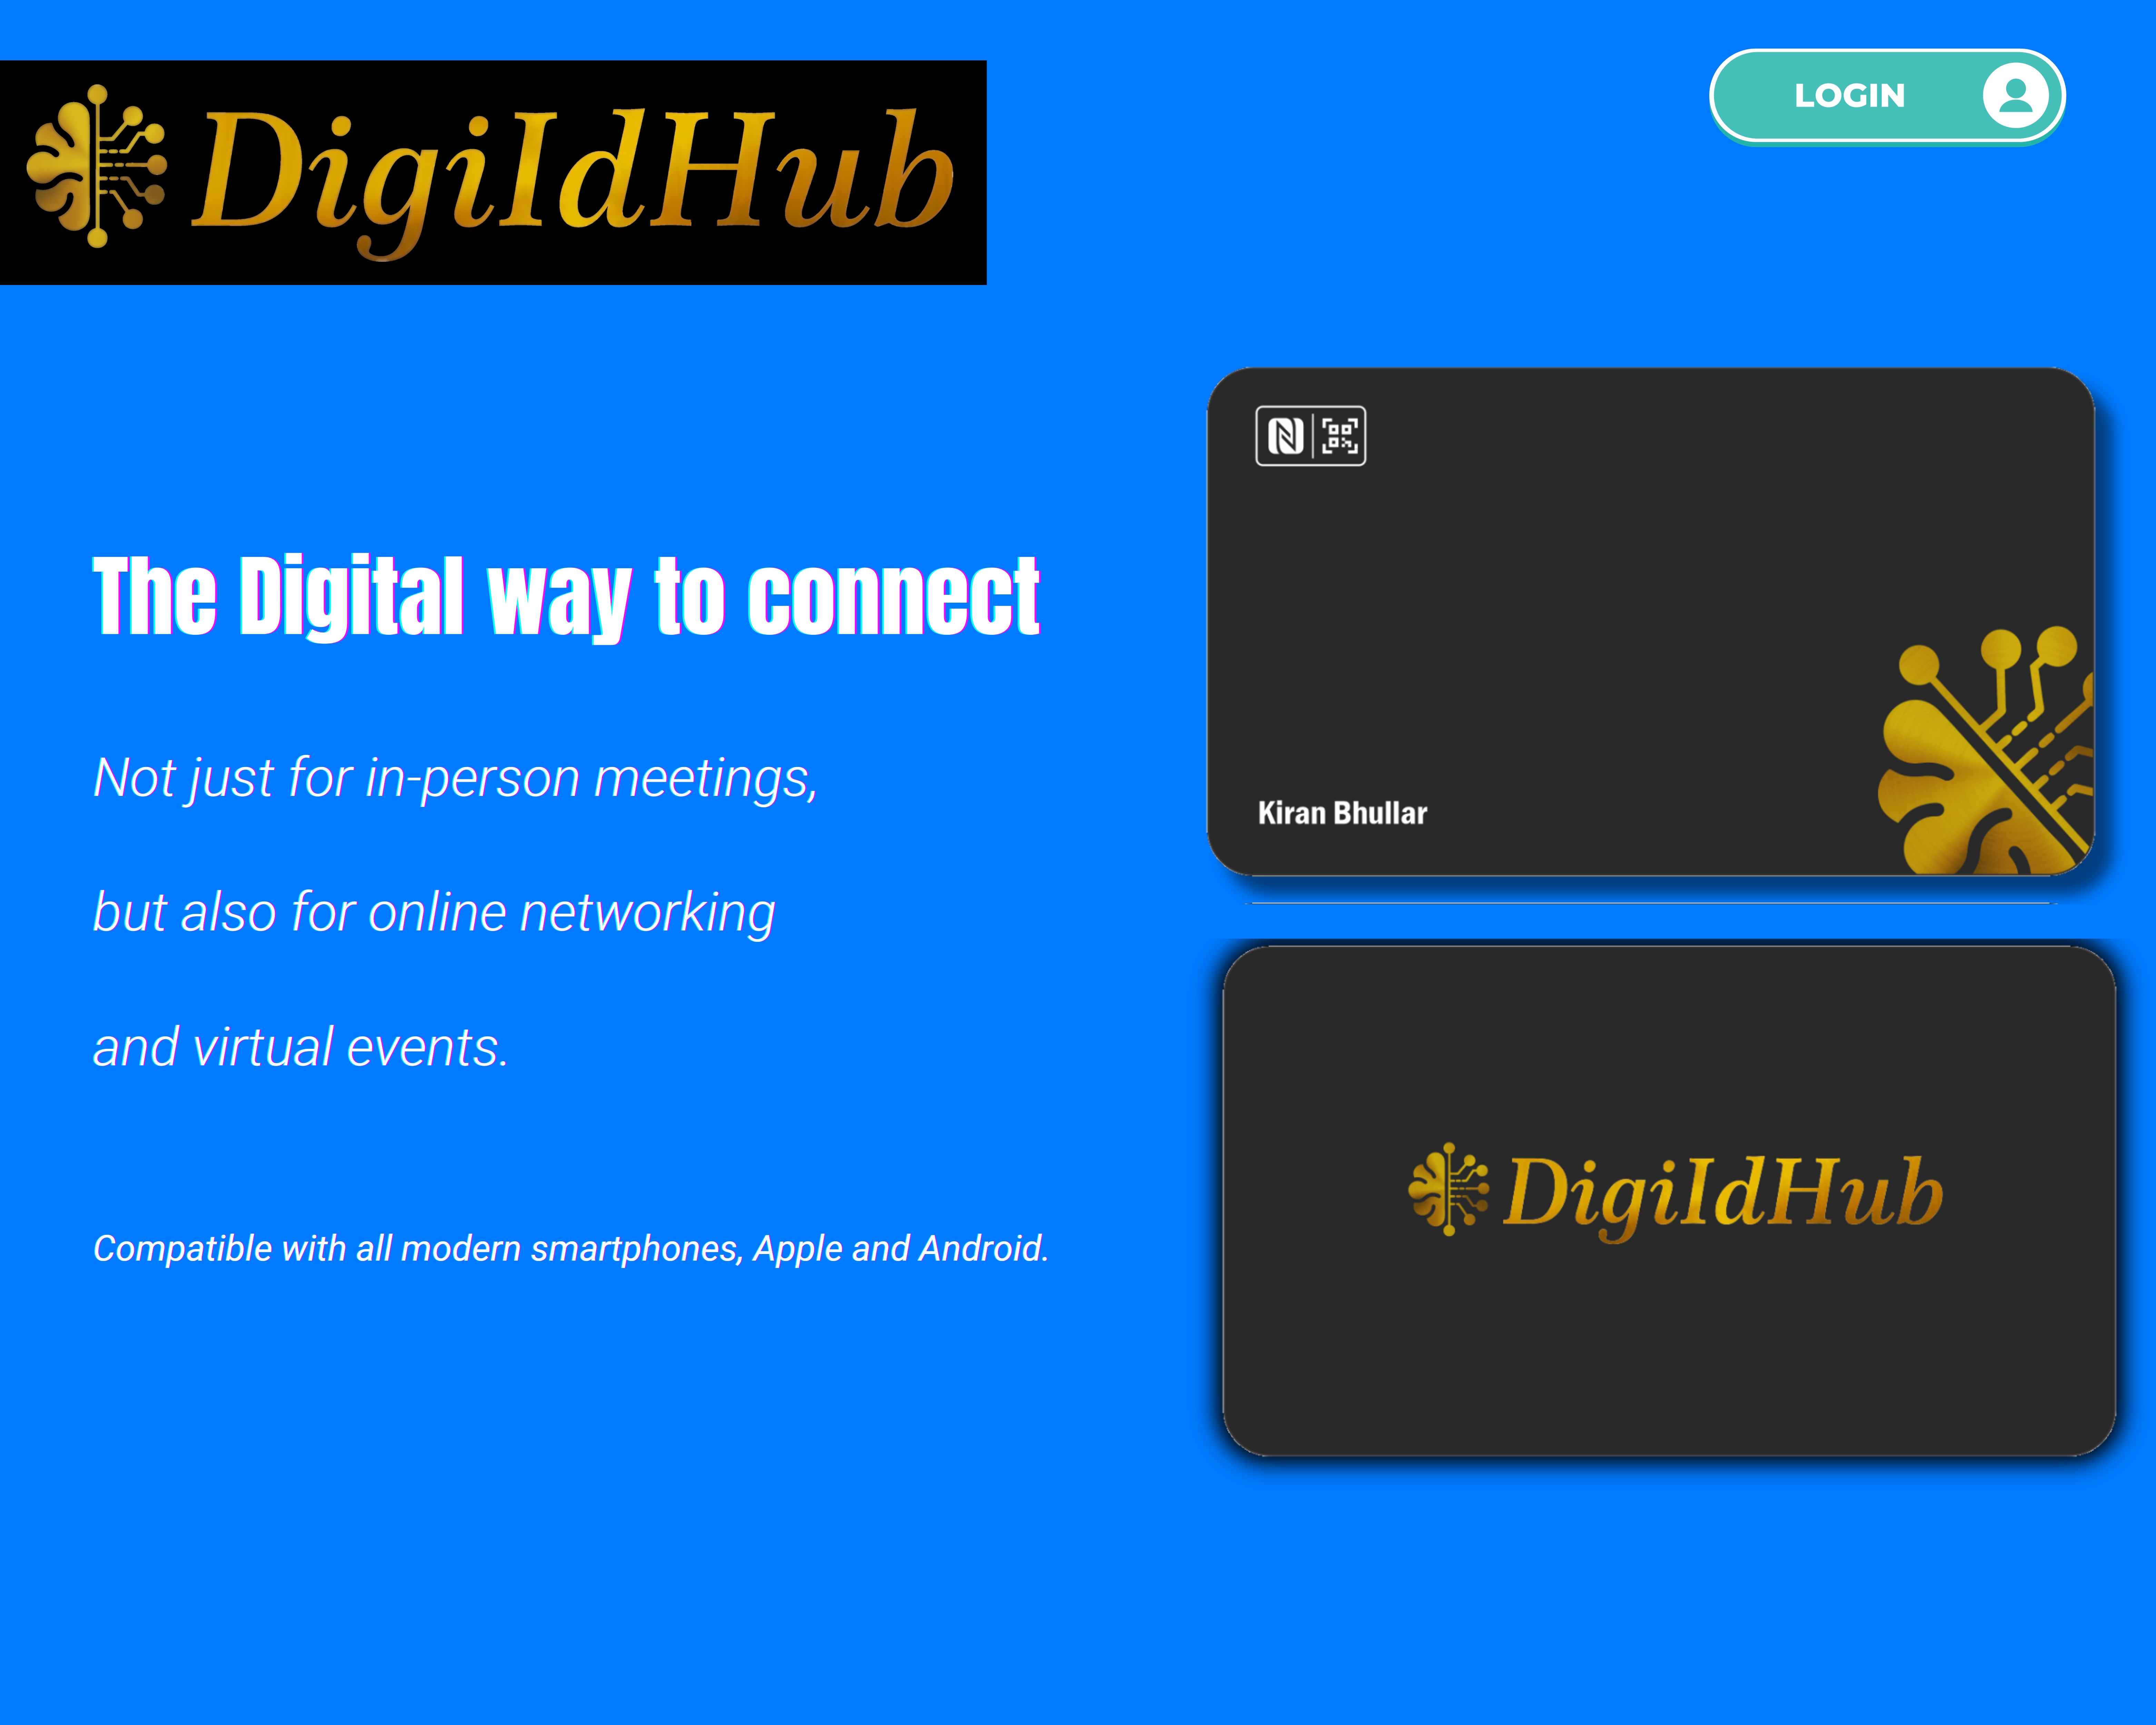 DigiIdHub
LOGIN
The Digital way to connect
Not just for in-person meetings,
but also for online networking
and virtual events.
Compatible with all modern smartphones, Apple and Android.
Kiran Bhullar
DigiIdHub